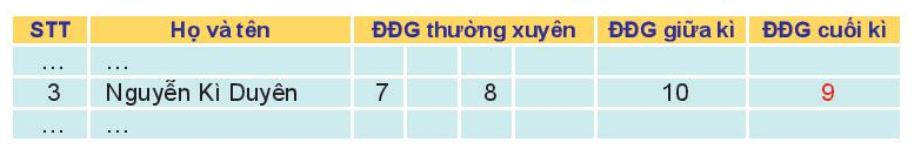 STT Họ và tên ĐĐG thường xuyên ĐĐG giữa kì ĐĐG cuối kì
... ...
3 Nguyễn Kì Duyên 7 8 10 9
... ...